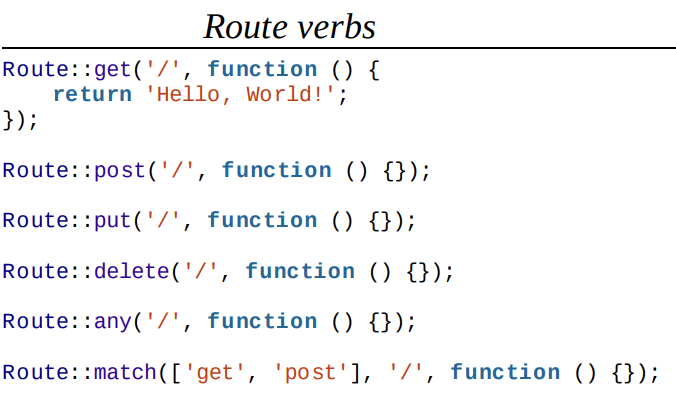 Route verbs
Route::get('/', function () {
    return 'Hello, World!';
});
Route::post('/', function () {});
Route::put('/', function () {});
Route::delete('/', function () {});
Route::any('/', function () {});
Route::match(['get', 'post'], '/', function () {});